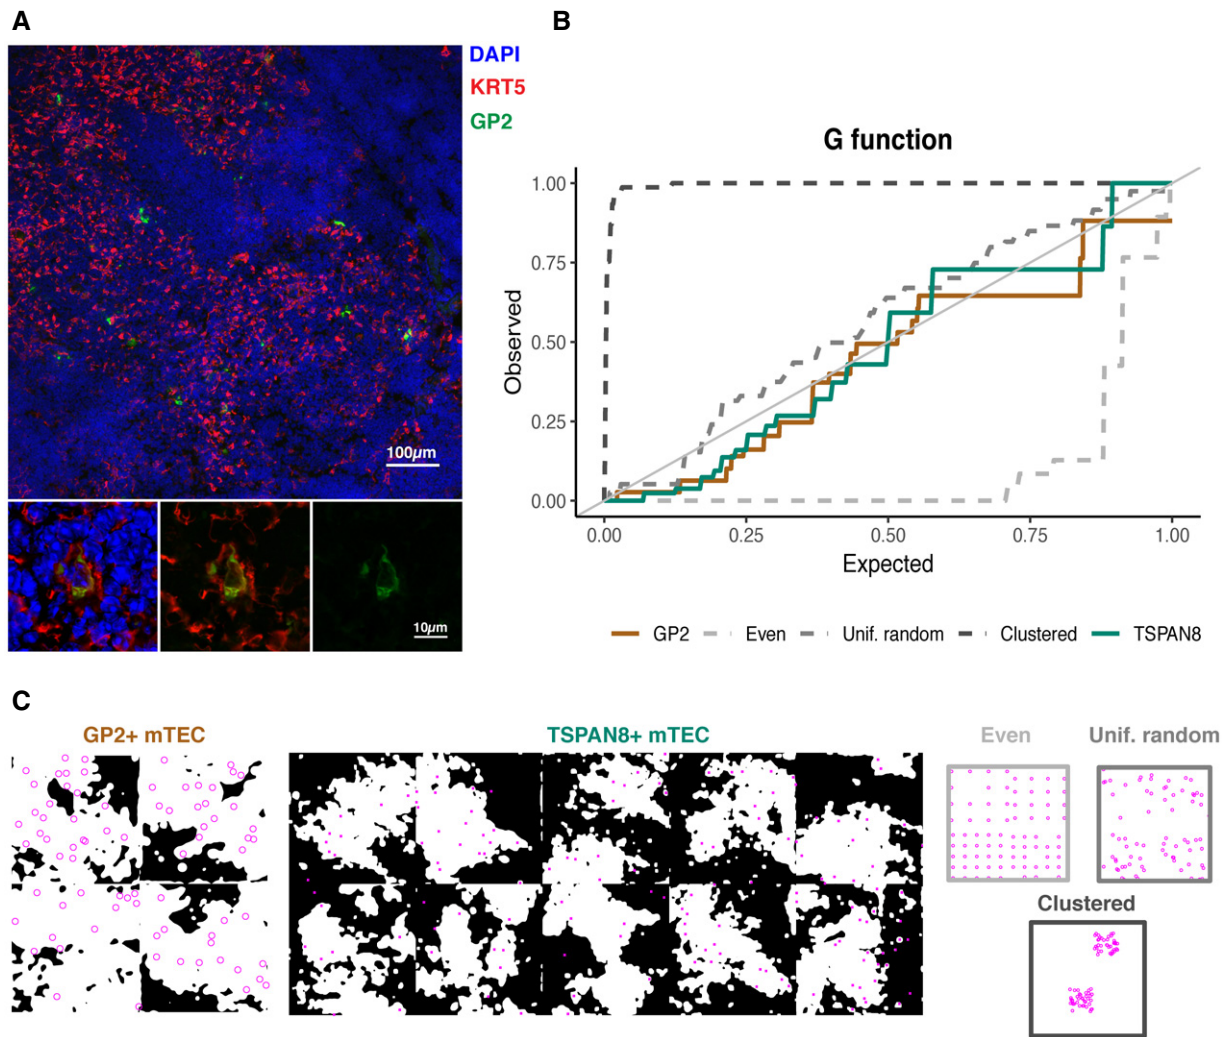 A
DAPI
KRT5
GP2
100µm
10µm
B
G function
1.00
0.75
0.50
0.25
0.00
Observed
0.00 0.25 0.50 0.75 1.00
Expected
GP2 Even Unif. random Clustered TSPAN8
C
GP2+ mTEC
TSPAN8+ mTEC
Even
Unif. random
Clustered